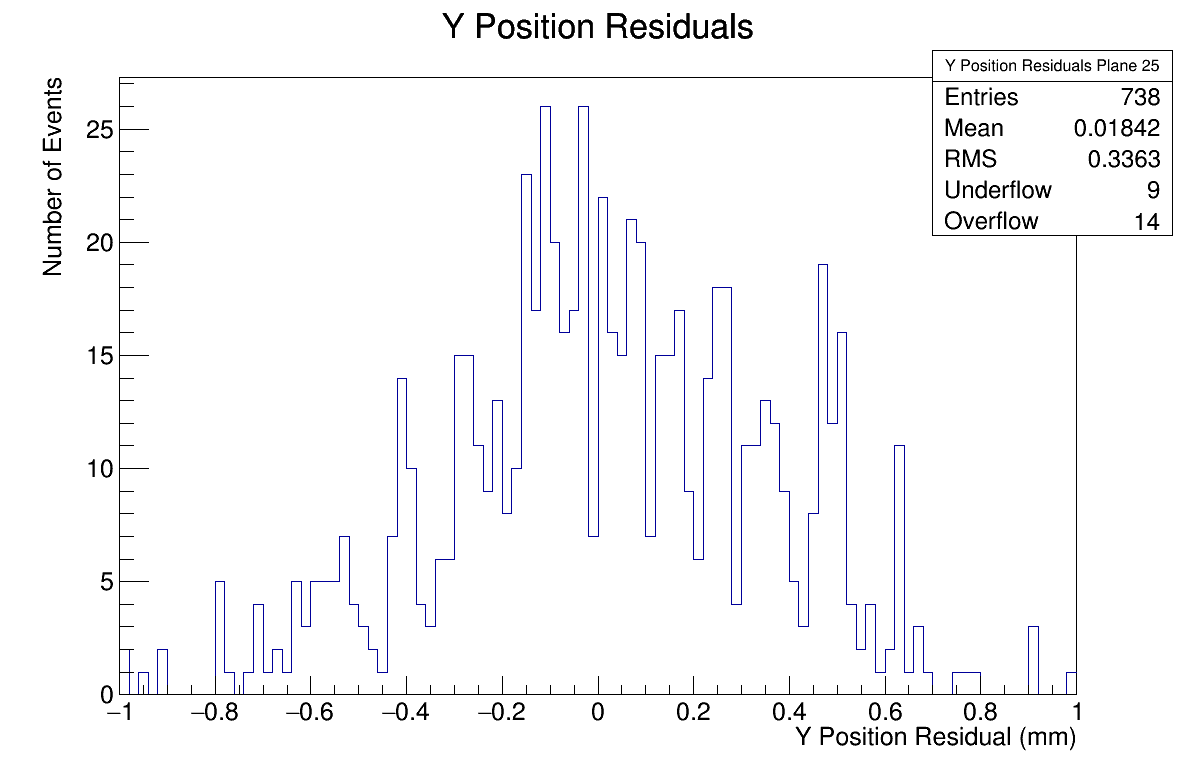 Y Position Residuals
Y Position Residuals Plane 25
Entries 738
Mean 0.01842
RMS 0.3363
Underflow 9
Overflow 14
Number of Events
25
20
15
10
5
0
−1 −0.8 −0.6 −0.4 −0.2 0 0.2 0.4 0.6 0.8 1
Y Position Residual (mm)